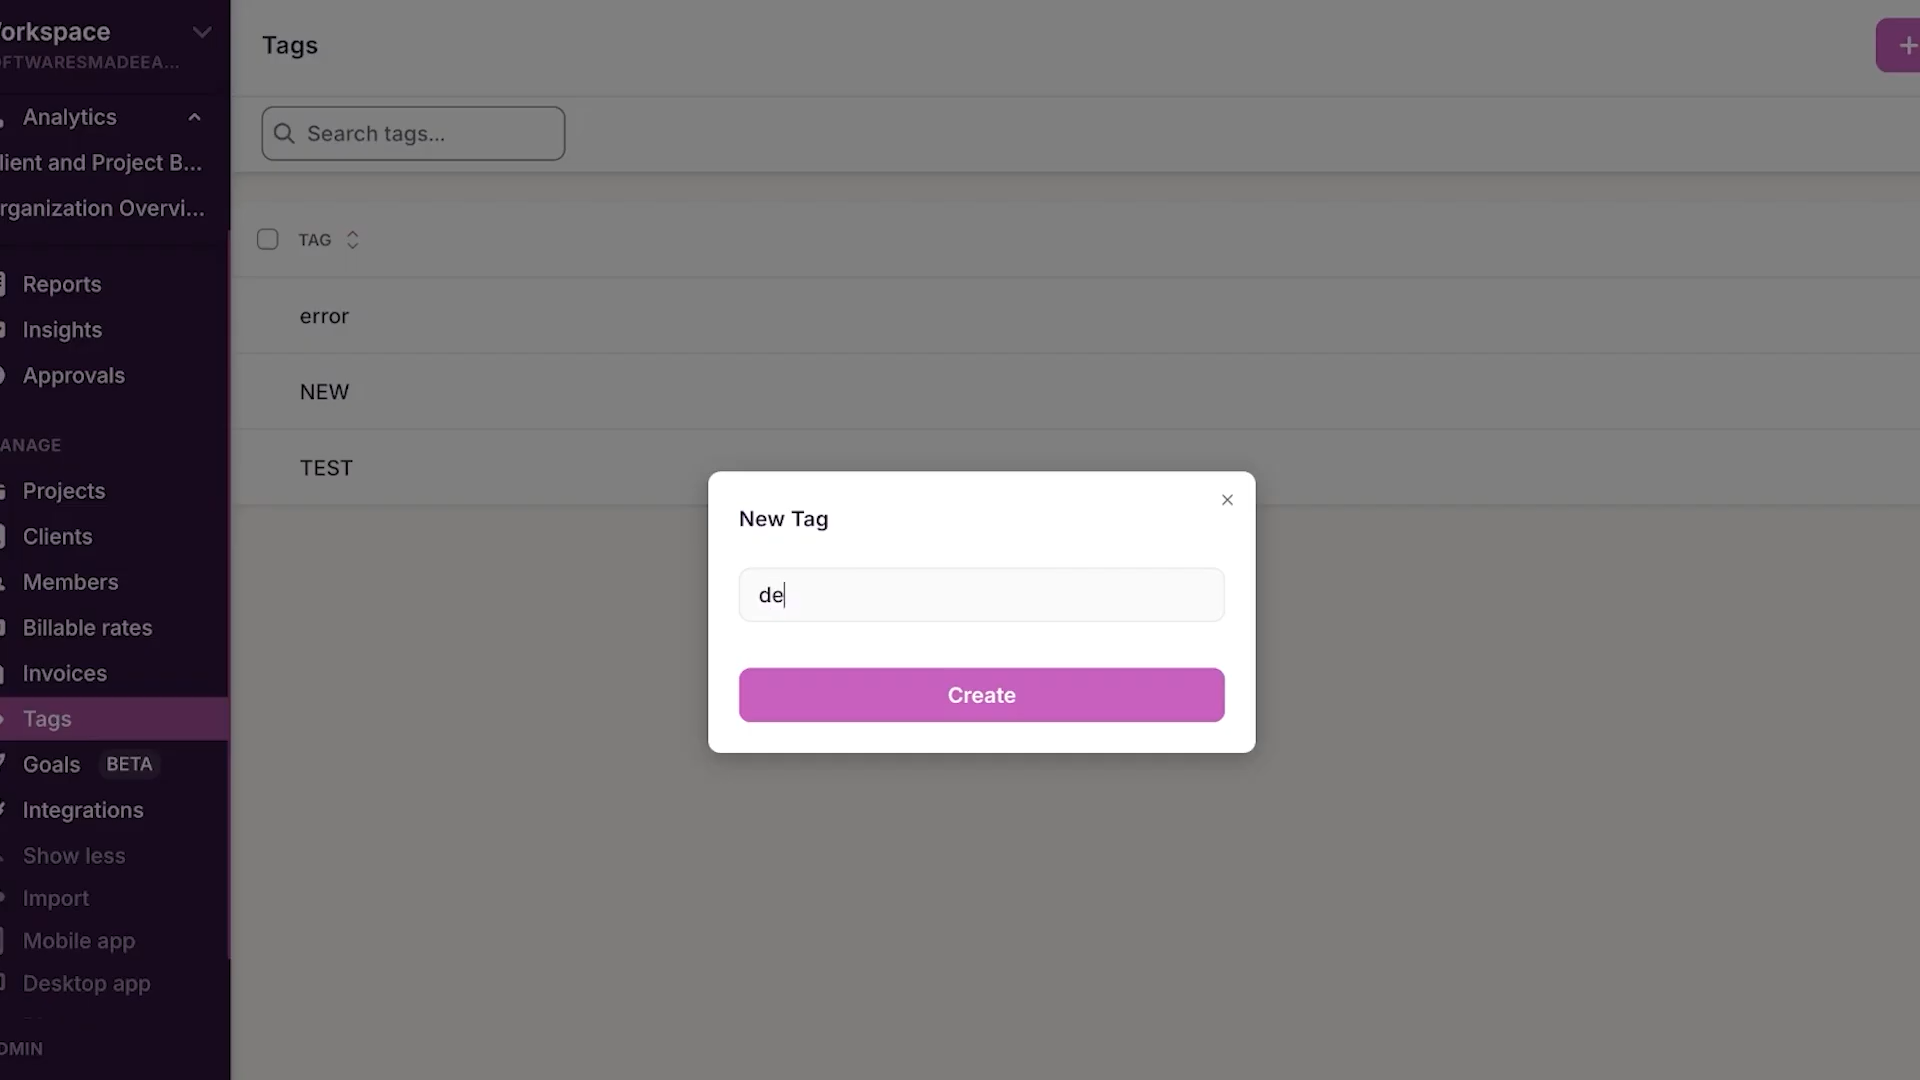 orkspace
FTWARESMADEEA...
Analytics
lient and Project B...
rganization Overvi...
Reports
Insights
Approvals
ANAGE
Projects
Clients
Members
Billable rates
Invoices
Tags
Goals BETA
Integrations
Show less
Import
Mobile app
Desktop app
DMIN
Tags
+
Search tags...
TAG
error
NEW
TEST
New Tag
de
Create